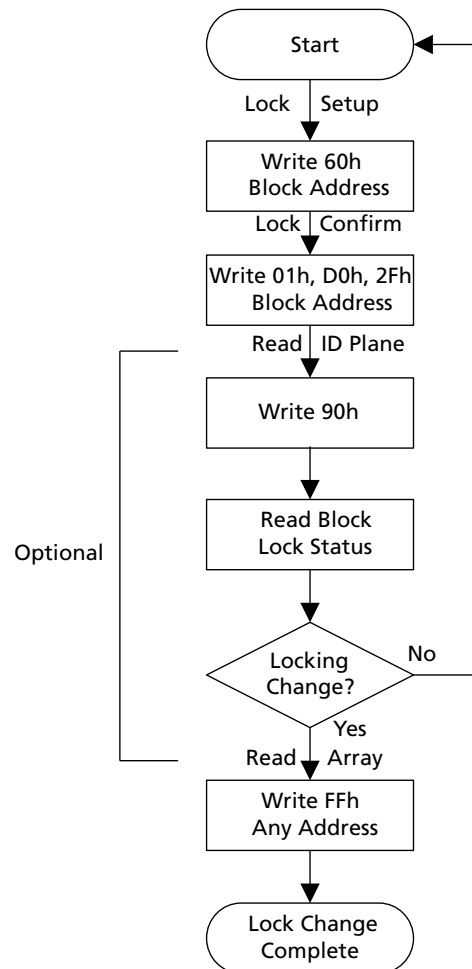 Start
Lock Setup
Write 60h
Block Address
Lock Confirm
Write 01h, D0h, 2Fh
Block Address
Read ID Plane
Write 90h
Read Block
Lock Status
Optional
Locking
Change?
No
Yes
Read Array
Write FFh
Any Address
Lock Change
Complete